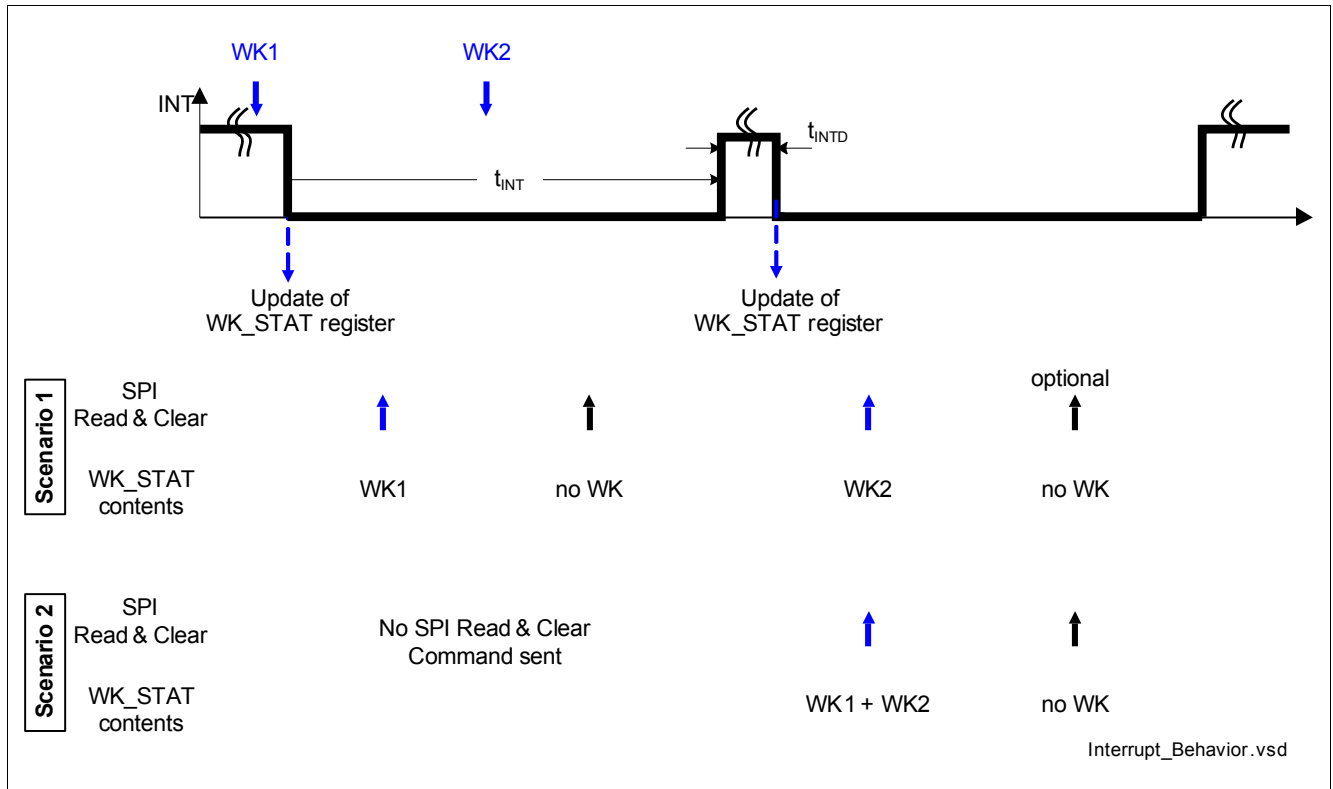 WK1
WK2
INT
tINTD
tINT
Update of
WK_STAT register
Update of
WK_STAT register
Scenario 1
SPI
Read & Clear
optional
WK_STAT
contents
WK1
no WK
WK2
no WK
Scenario 2
SPI
Read & Clear
No SPI Read & Clear
Command sent
WK_STAT
contents
WK1 + WK2
no WK
Interrupt_Behavior.vsd